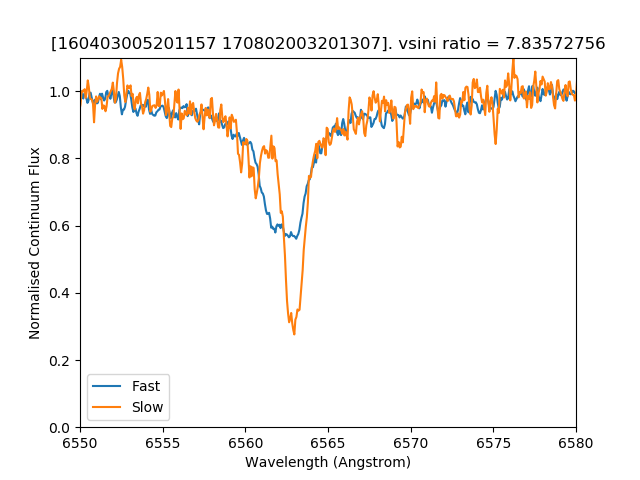 [160403005201157 170802003201307]. vsini ratio = 7.83572756
Normalised Continuum Flux
1.0
0.8
0.6
0.4
0.2
0.0
Fast
Slow
6550 6555 6560 6565 6570 6575 6580
Wavelength (Angstrom)